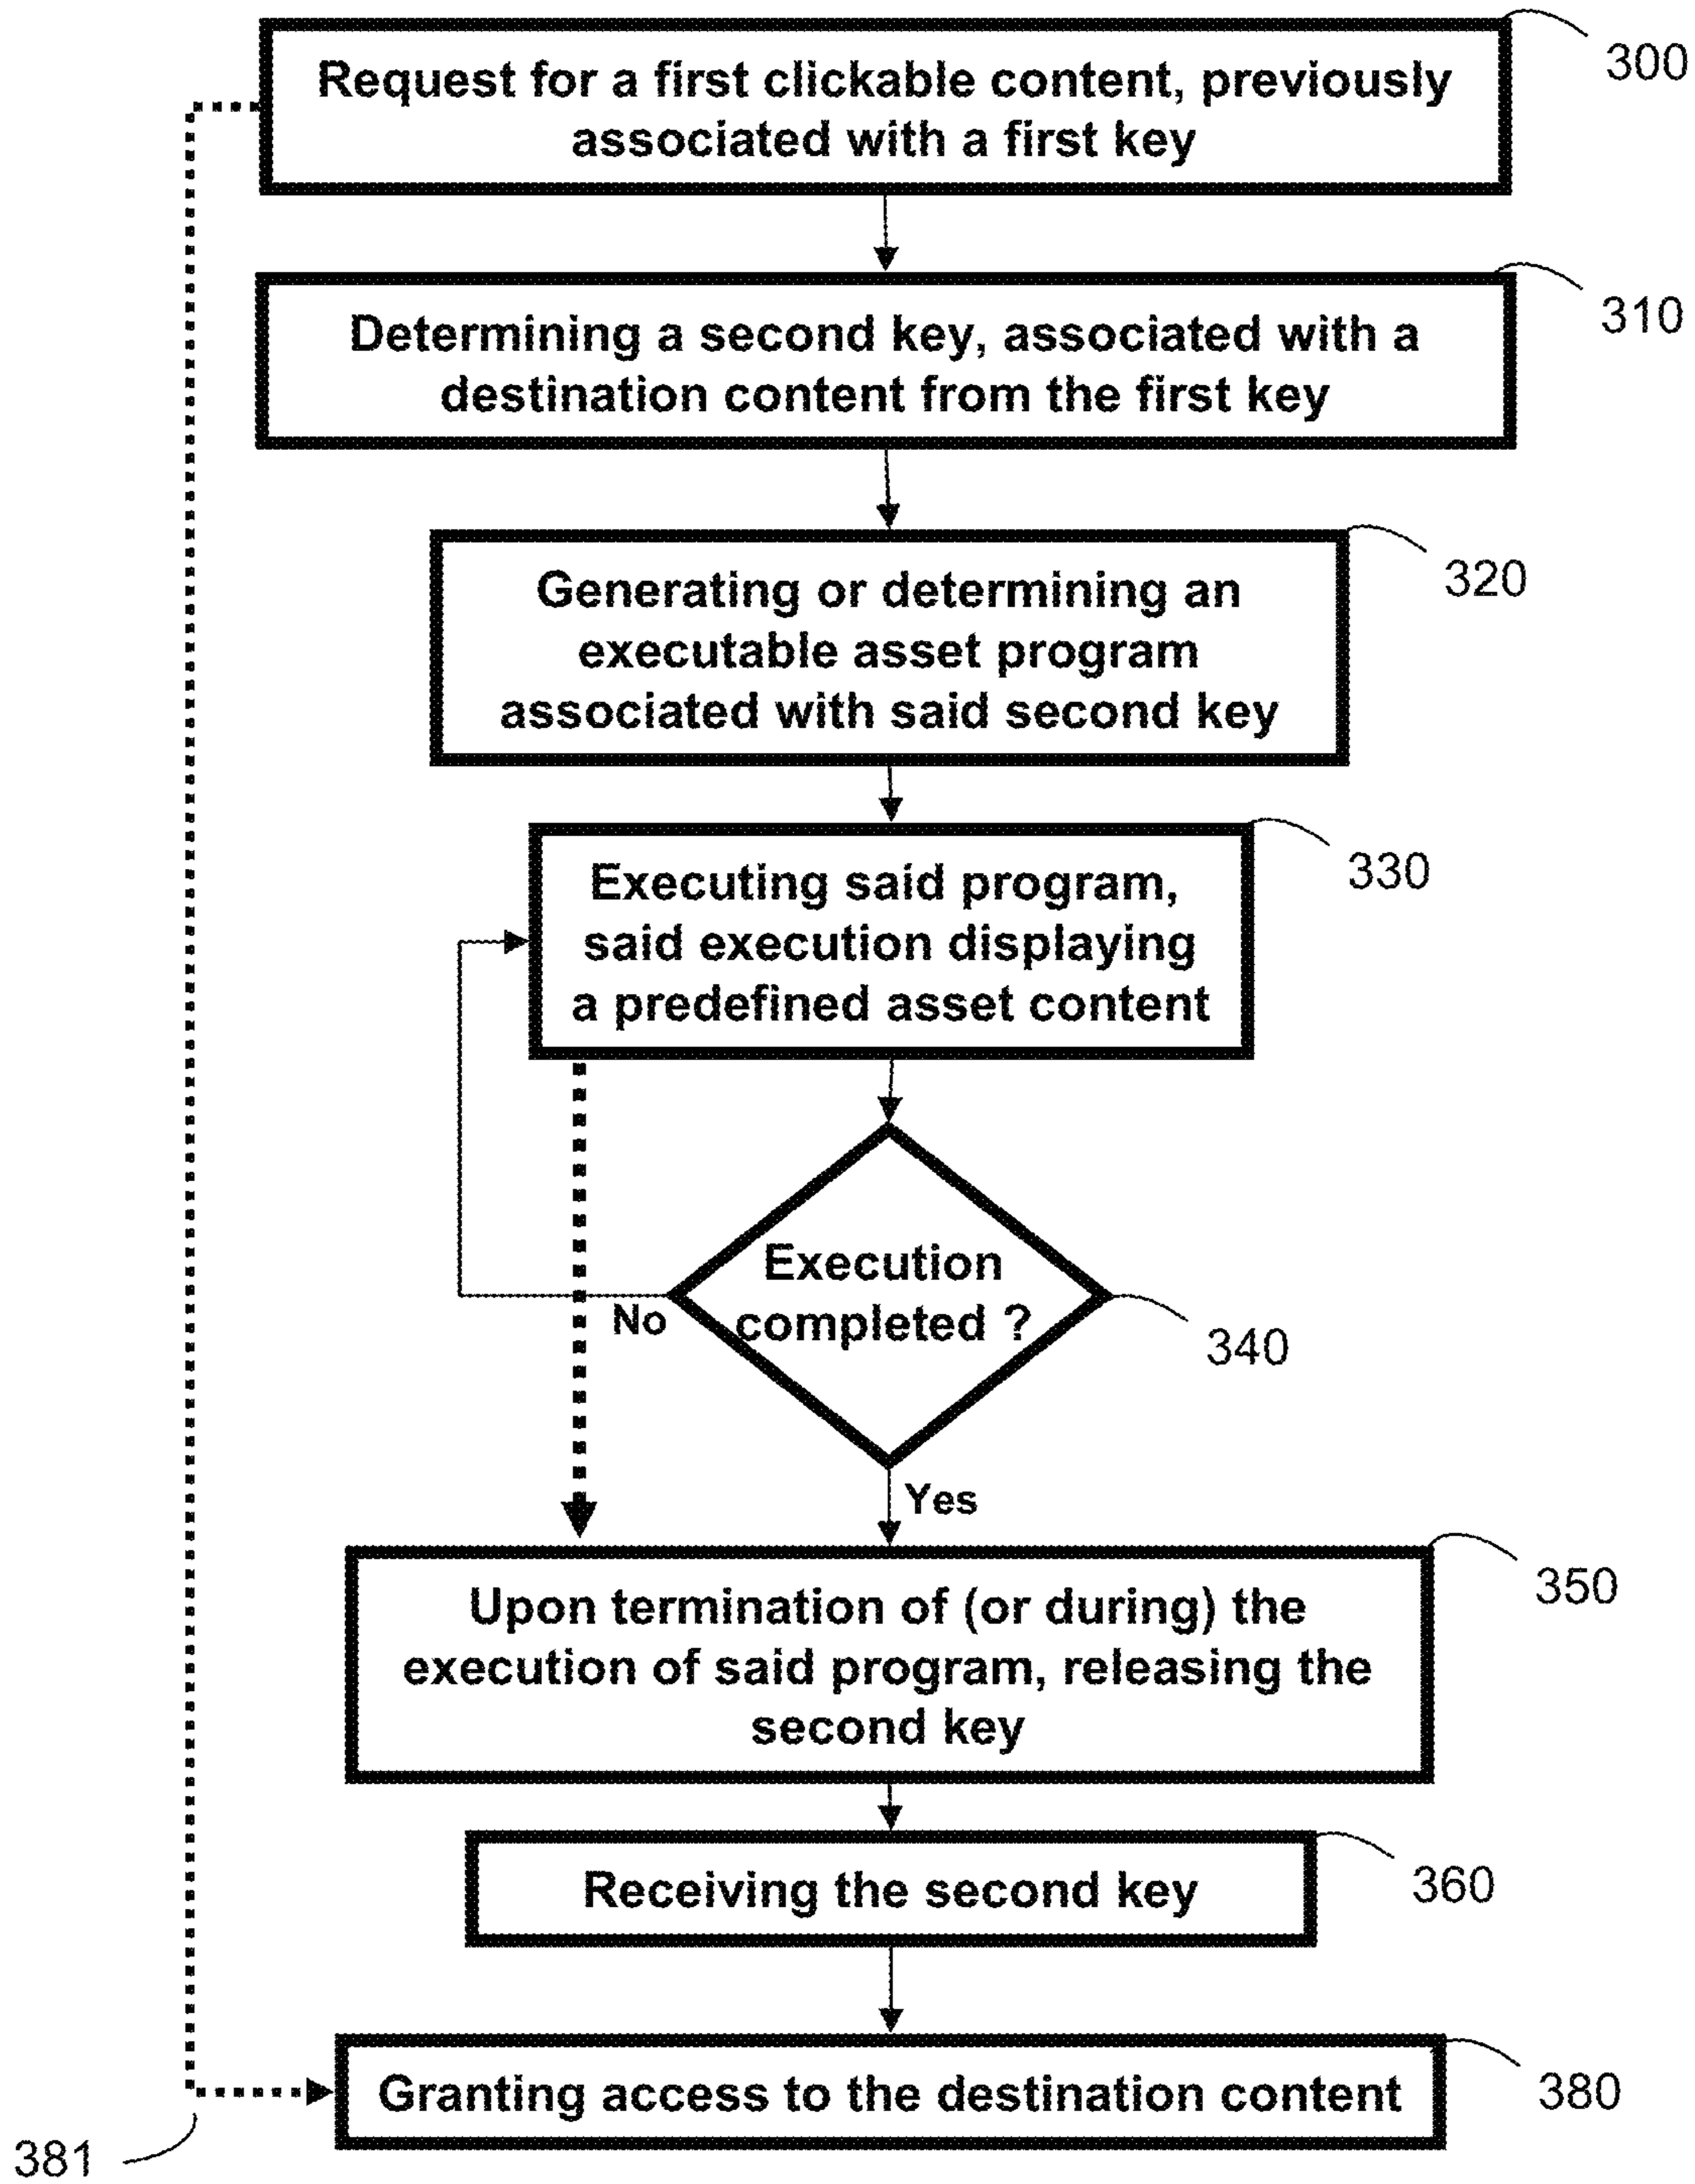 300
Request for a first clickable content, previously
associated with a first key
310
Determining a second key, associated with a
destination content from the first key
320
Generating or determining an
executable asset program
associated with said second key
330
Executing said program,
said execution displaying
a predefined asset content
Execution
completed ?
No
340
Yes
350
Upon termination of (or during) the
execution of said program, releasing the
second key
360
Receiving the second key
380
Granting access to the destination content
381